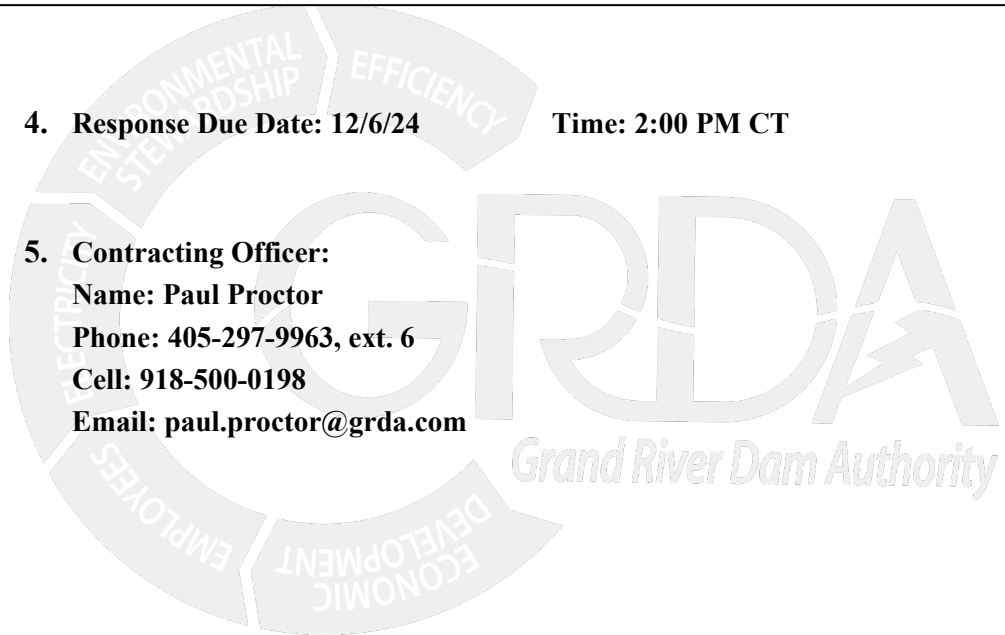 4. Response Due Date: 12/6/24 Time: 2:00 PM CT
5. Contracting Officer:
Name: Paul Proctor
Phone: 405-297-9963, ext. 6
Cell: 918-500-0198
Email: paul.proctor@grda.com
ENVIRONMENTAL
STEWARDSHIP
EFFICIENCY
ELECTRICITY
GRDA
Grand River Dam Authority
EMPLOYEES
ECONOMIC
DEVELOPMENT